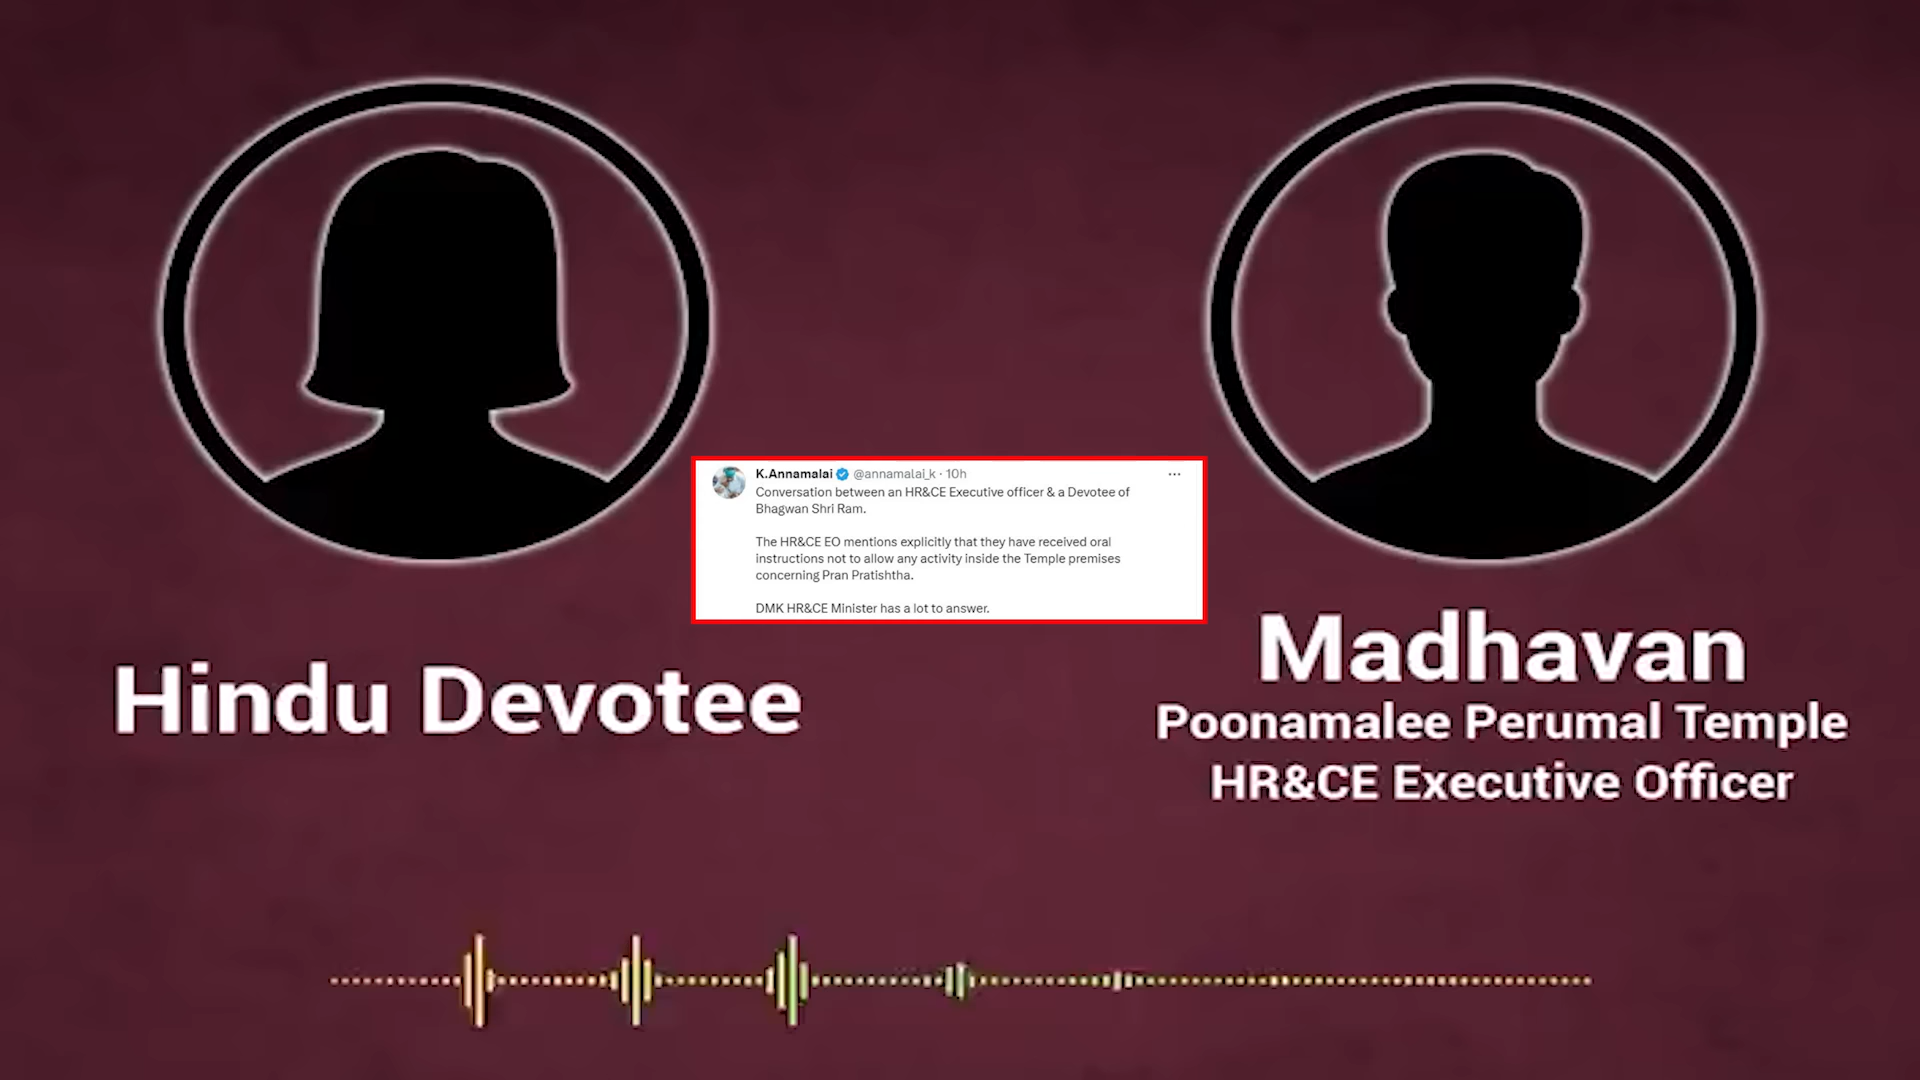 K.Annamalai @annamalai_k · 10h
Conversation between an HR&CE Executive officer & a Devotee of
Bhagwan Shri Ram.
The HR&CE EO mentions explicitly that they have received oral
instructions not to allow any activity inside the Temple premises
concerning Pran Pratishtha.
DMK HR&CE Minister has a lot to answer.
Hindu Devotee
Madhavan
Poonamalee Perumal Temple
HR&CE Executive Officer